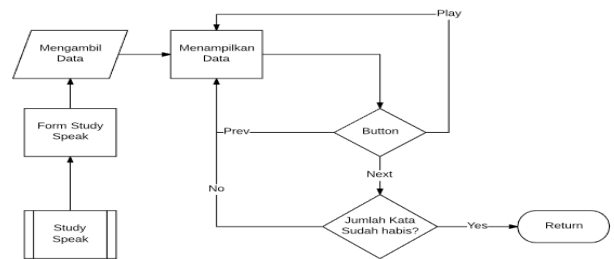 Play
Mengambil
Data
Menampilkan
Data
Form Study
Speak
Prev
Button
Next
No
Study
Speak
Jumlah Kata
Sudah habis?
Yes
Return